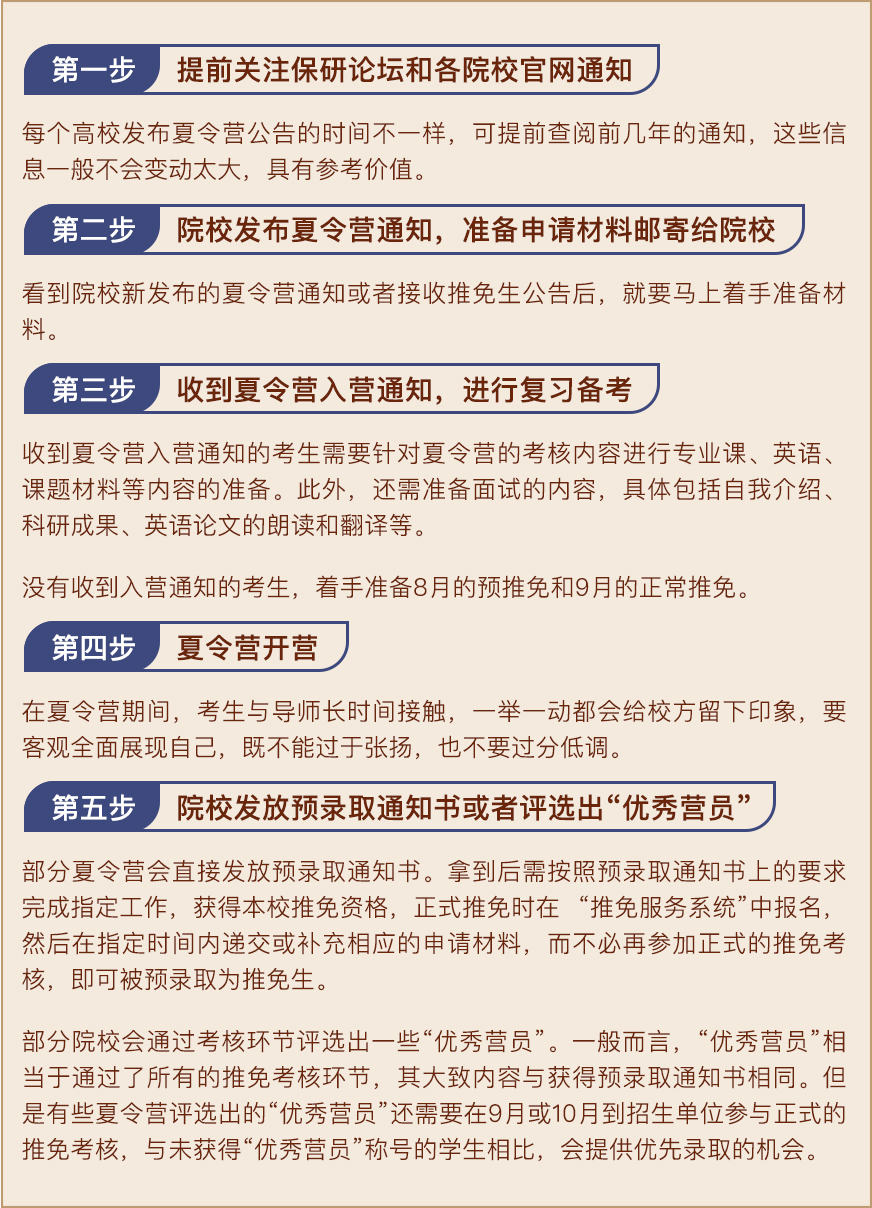 第一步 提前关注保研论坛和各院校官网通知
每个高校发布夏令营公告的时间不一样，可提前查阅前几年的通知，这些信
息一般不会变动太大，具有参考价值。
第二步 院校发布夏令营通知，准备申请材料邮寄给院校
看到院校新发布的夏令营通知或者接收推免生公告后，就要马上着手准备材
料。
第三步 收到夏令营入营通知，进行复习备考
收到夏令营入营通知的考生需要针对夏令营的考核内容进行专业课、英语、
课题材料等内容的准备。此外，还需准备面试的内容，具体包括自我介绍、
科研成果、英语论文的朗读和翻译等。
没有收到入营通知的考生，着手准备8月的预推免和9月的正常推免。
第四步 夏令营开营
在夏令营期间，考生与导师长时间接触，一举一动都会给校方留下印象，要
客观全面展现自己，既不能过于张扬，也不要过分低调。
第五步 院校发放预录取通知书或者评选出“优秀营员”
部分夏令营会直接发放预录取通知书。拿到后需按照预录取通知书上的要求
完成指定工作，获得本校推免资格，正式推免时在 “推免服务系统”中报名，
然后在指定时间内递交或补充相应的申请材料，而不必再参加正式的推免考
核，即可被预录取为推免生。
部分院校会通过考核环节评选出一些“优秀营员”。一般而言，“优秀营员”相
当于通过了所有的推免考核环节，其大致内容与获得预录取通知书相同。但
是有些夏令营评选出的“优秀营员”还需要在9月或10月到招生单位参与正式的
推免考核，与未获得“优秀营员”称号的学生相比，会提供优先录取的机会。